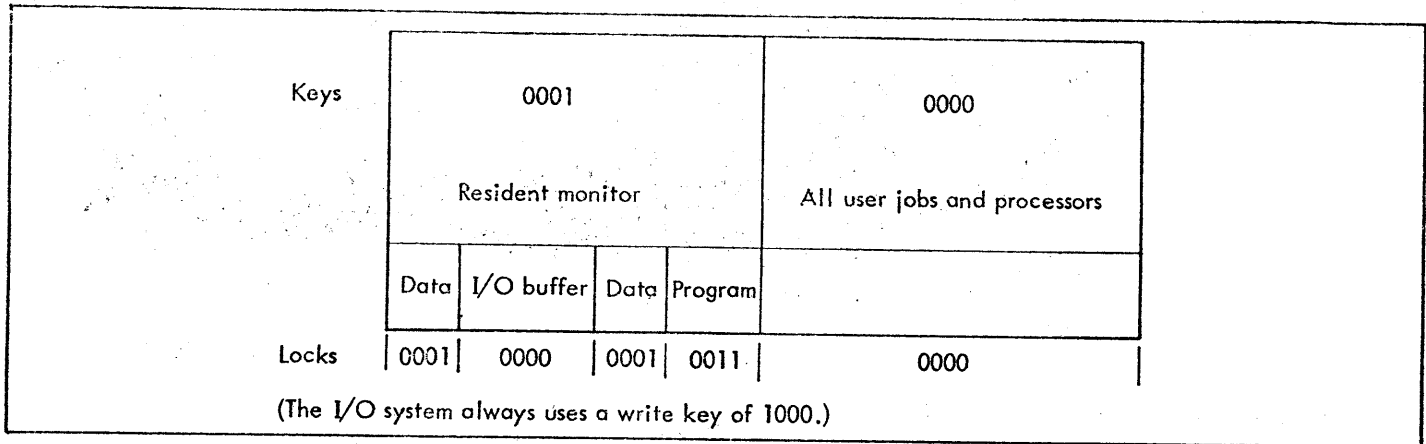 Keys 0001 0000
Resident monitor All user jobs and processors
Data I/O buffer Data Program
Locks 0001 0000 0001 0011 0000
(The I/O system always uses a write key of 1000.)